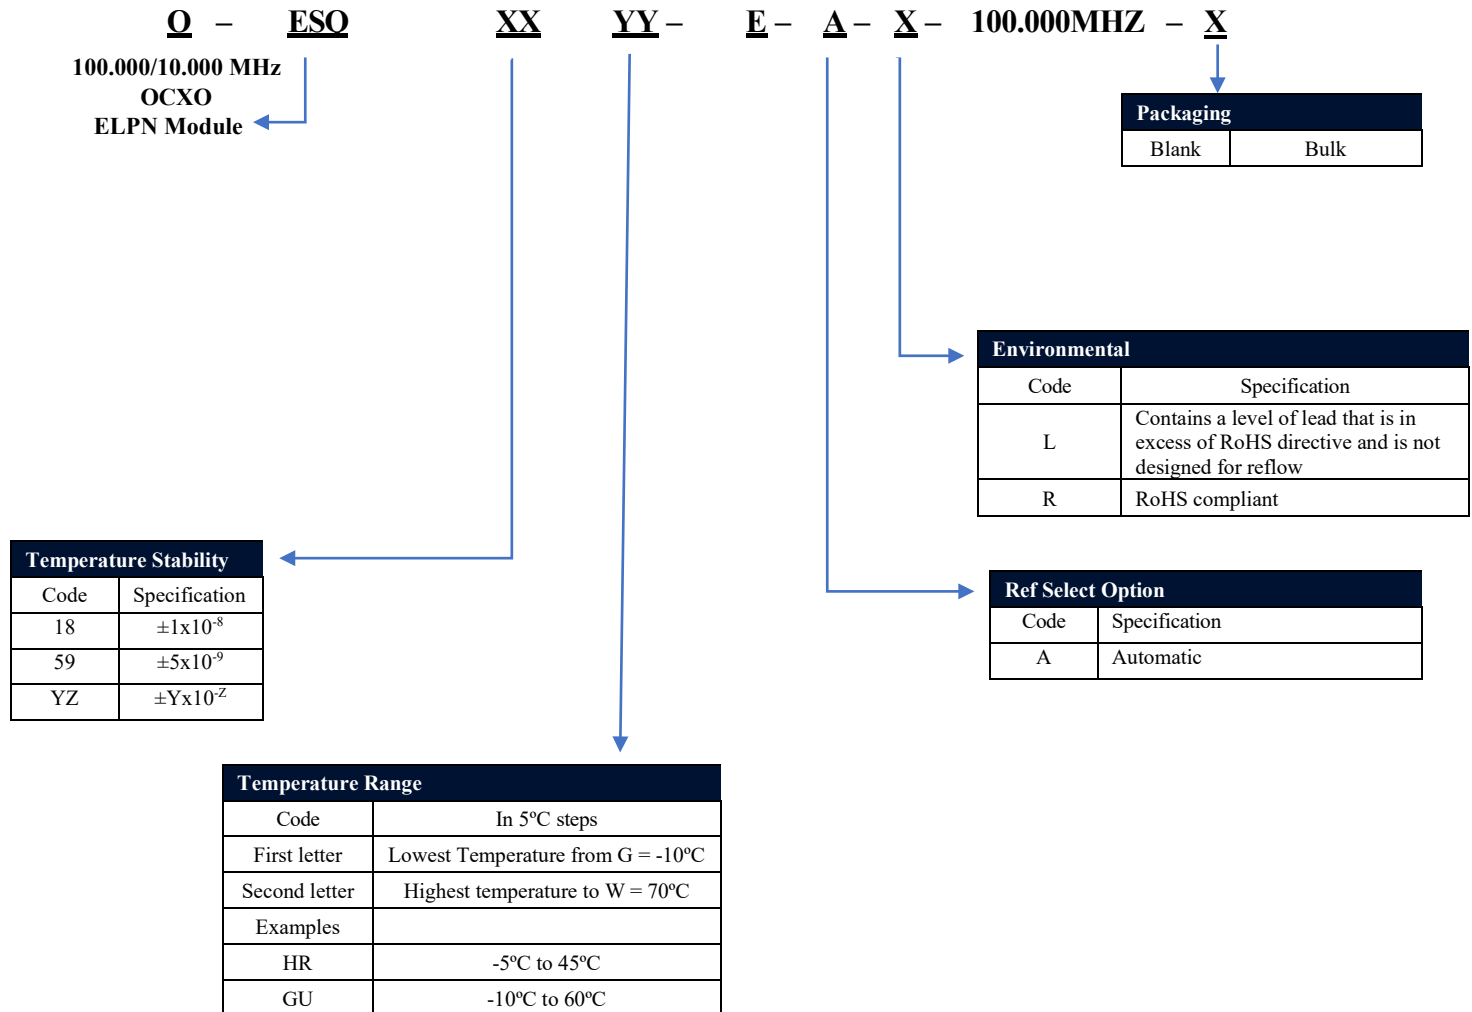 O – ESQ XX YY – E – A – X – 100.000MHZ – X
100.000/10.000 MHz
OCXO
ELPN Module
Packaging
Blank Bulk
Environmental
Code Specification
L Contains a level of lead that is in
excess of RoHS directive and is not
designed for reflow
R RoHS compliant
Temperature Stability
Code Specification
18 ±1x10⁻⁸
59 ±5x10⁻⁹
YZ ±Yx10⁻ᶻ
Ref Select Option
Code Specification
A Automatic
Temperature Range
Code In 5ºC steps
First letter Lowest Temperature from G = -10ºC
Second letter Highest temperature to W = 70ºC
Examples
HR -5ºC to 45ºC
GU -10ºC to 60ºC